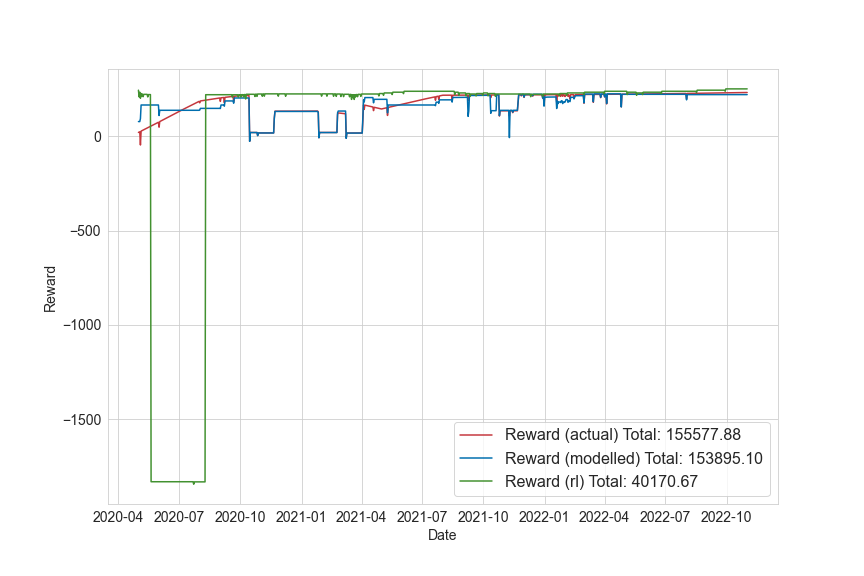 0
−500
−1000
−1500
Reward
Reward (actual) Total: 155577.88
Reward (modelled) Total: 153895.10
Reward (rl) Total: 40170.67
2020-04 2020-07 2020-10 2021-01 2021-04 2021-07 2021-10 2022-01 2022-04 2022-07 2022-10
Date